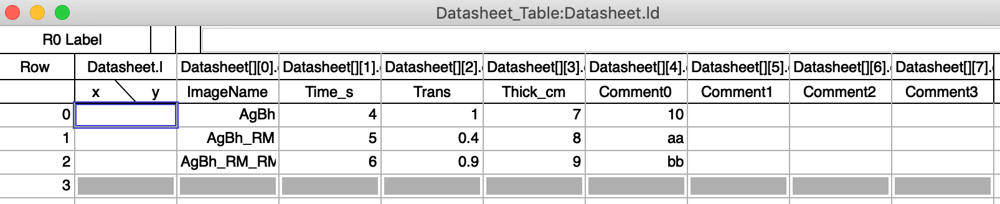 Datasheet_Table:Datasheet.ld
R0 Label
Row Datasheet.l Datasheet[][0]. Datasheet[][1]. Datasheet[][2]. Datasheet[][3]. Datasheet[][4]. Datasheet[][5]. Datasheet[][6]. Datasheet[][7].
x y ImageName Time_s Trans Thick_cm Comment0 Comment1 Comment2 Comment3
0 AgBh 4 1 7 10
1 AgBh_RM 5 0.4 8 aa
2 AgBh_RM_RM 6 0.9 9 bb
3